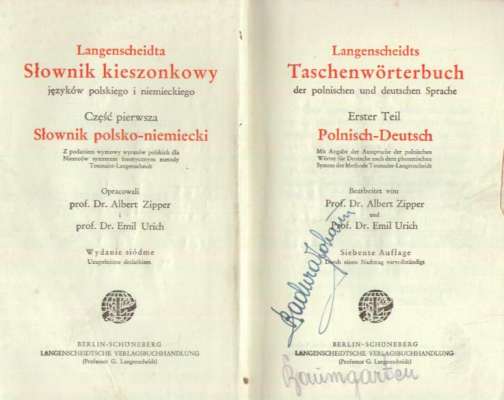 Langenscheidta
Słownik kieszonkowy
języków polskiego i niemieckiego
Część pierwsza
Słownik polsko-niemiecki
Z podaniem wymowy wyrazów polskich dla
Niemców systemem fonetycznym metody
Toussaint-Langenscheidt
Opracowali
prof. Dr. Albert Zipper
i
prof. Dr. Emil Urich
Wydanie siódme
Uzupełnione dodatkiem
BERLIN-SCHÖNEBERG
LANGENSCHEIDTSCHE VERLAGSBUCHHANDLUNG
(Professor G. Langenscheidt)
Langenscheidts
Taschenwörterbuch
der polnischen und deutschen Sprache
Erster Teil
Polnisch-Deutsch
Mit Angabe der Aussprache der polnischen
Wörter für Deutsche nach dem phonetischen
System der Methode Toussaint-Langenscheidt
Bearbeitet von
Prof. Dr. Albert Zipper
und
Prof. Dr. Emil Urich
Siebente Auflage
Durch einen Nachtrag vervollständigt
BERLIN-SCHÖNEBERG
LANGENSCHEIDTSCHE VERLAGSBUCHHANDLUNG
(Professor G. Langenscheidt)
Baumgarten